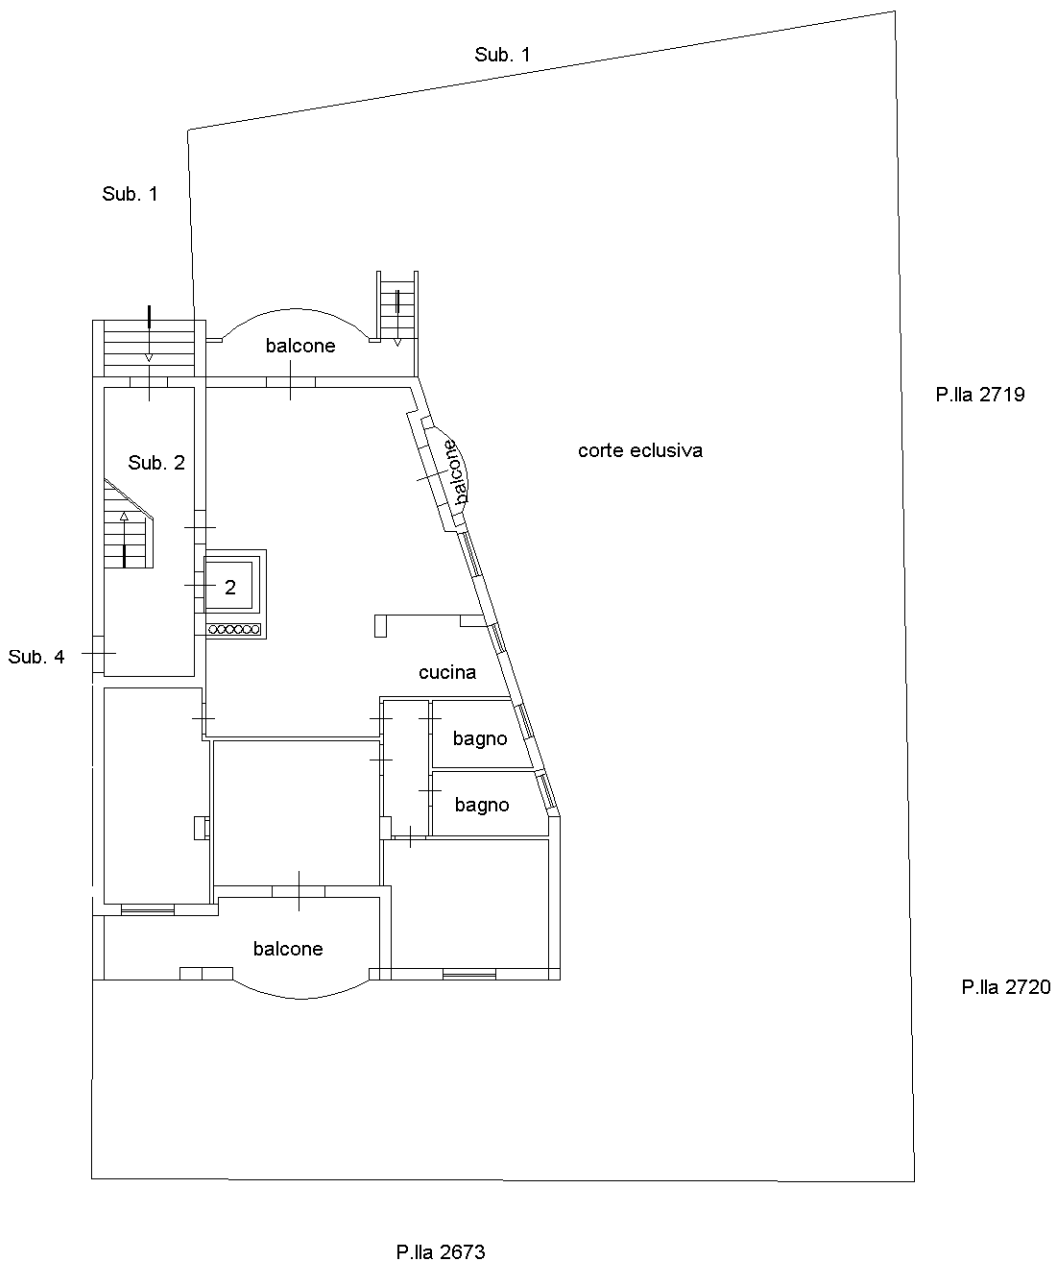 Sub. 1
Sub. 1
balcone
P.lla 2719
corte eclusiva
balcone
Sub. 2
2
Sub. 4
cucina
bagno
bagno
balcone
P.lla 2720
P.lla 2673